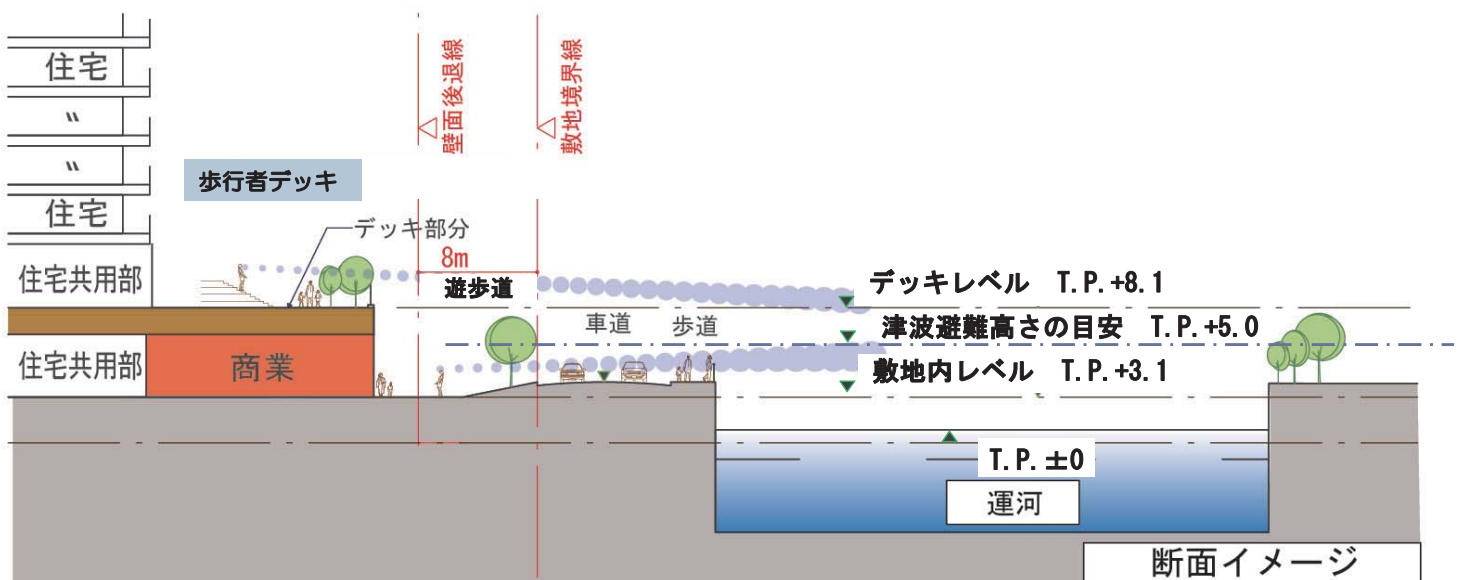 住宅
〃
〃
住宅
住宅共用部
住宅共用部
商業
歩行者デッキ
デッキ部分
壁面後退線
敷地境界線
8m
遊歩道
車道
歩道
デッキレベル T.P.+8.1
津波避難高さの目安 T.P.+5.0
敷地内レベル T.P.+3.1
T.P.±0
運河
断面イメージ